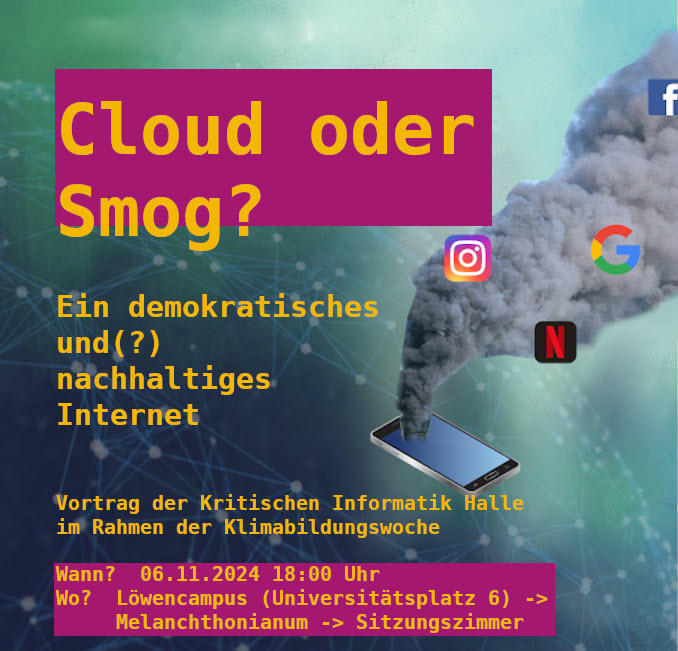 Cloud oder
Smog?
Ein demokratisches
und(?)
nachhaltiges
Internet
Vortrag der Kritischen Informatik Halle
im Rahmen der Klimabildungswoche
Wann? 06.11.2024 18:00 Uhr
Wo? Löwencampus (Universitätsplatz 6) ->
Melanchthonianum -> Sitzungszimmer